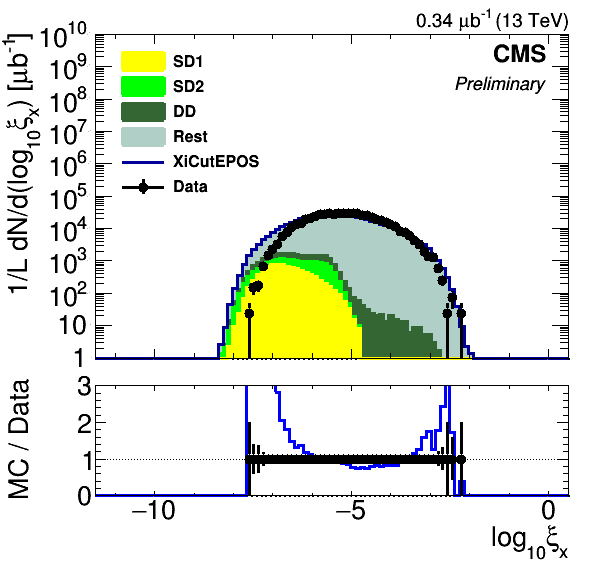 0.34 μb⁻¹ (13 TeV)
1/L dN/d(log₁₀ξₓ) [μb⁻¹]
10¹⁰
10⁹
10⁸
10⁷
10⁶
10⁵
10⁴
10³
10²
10
1
CMS
Preliminary
SD1
SD2
DD
Rest
XiCutEPOS
Data
MC / Data
3
2
1
0
−10
−5
0
log₁₀ξₓ